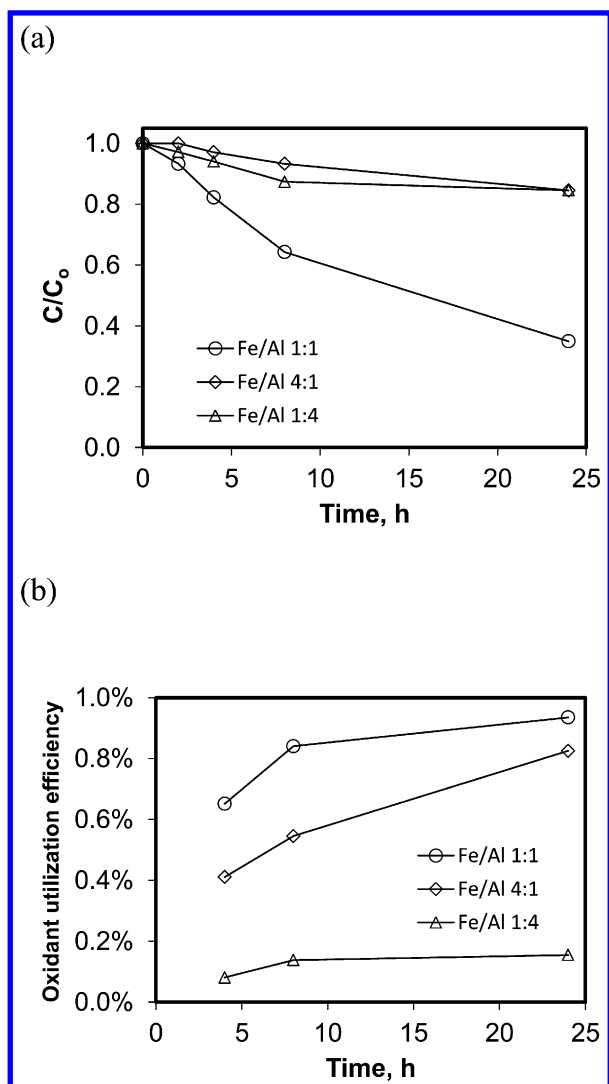 (a)
1.0
0.8
0.6
0.4
0.2
0.0
C/Co
Fe/Al 1:1
Fe/Al 4:1
Fe/Al 1:4
0 5 10 15 20 25
Time, h
(b)
1.0%
0.8%
0.6%
0.4%
0.2%
0.0%
Oxidant utilization efficiency
Fe/Al 1:1
Fe/Al 4:1
Fe/Al 1:4
0 5 10 15 20 25
Time, h